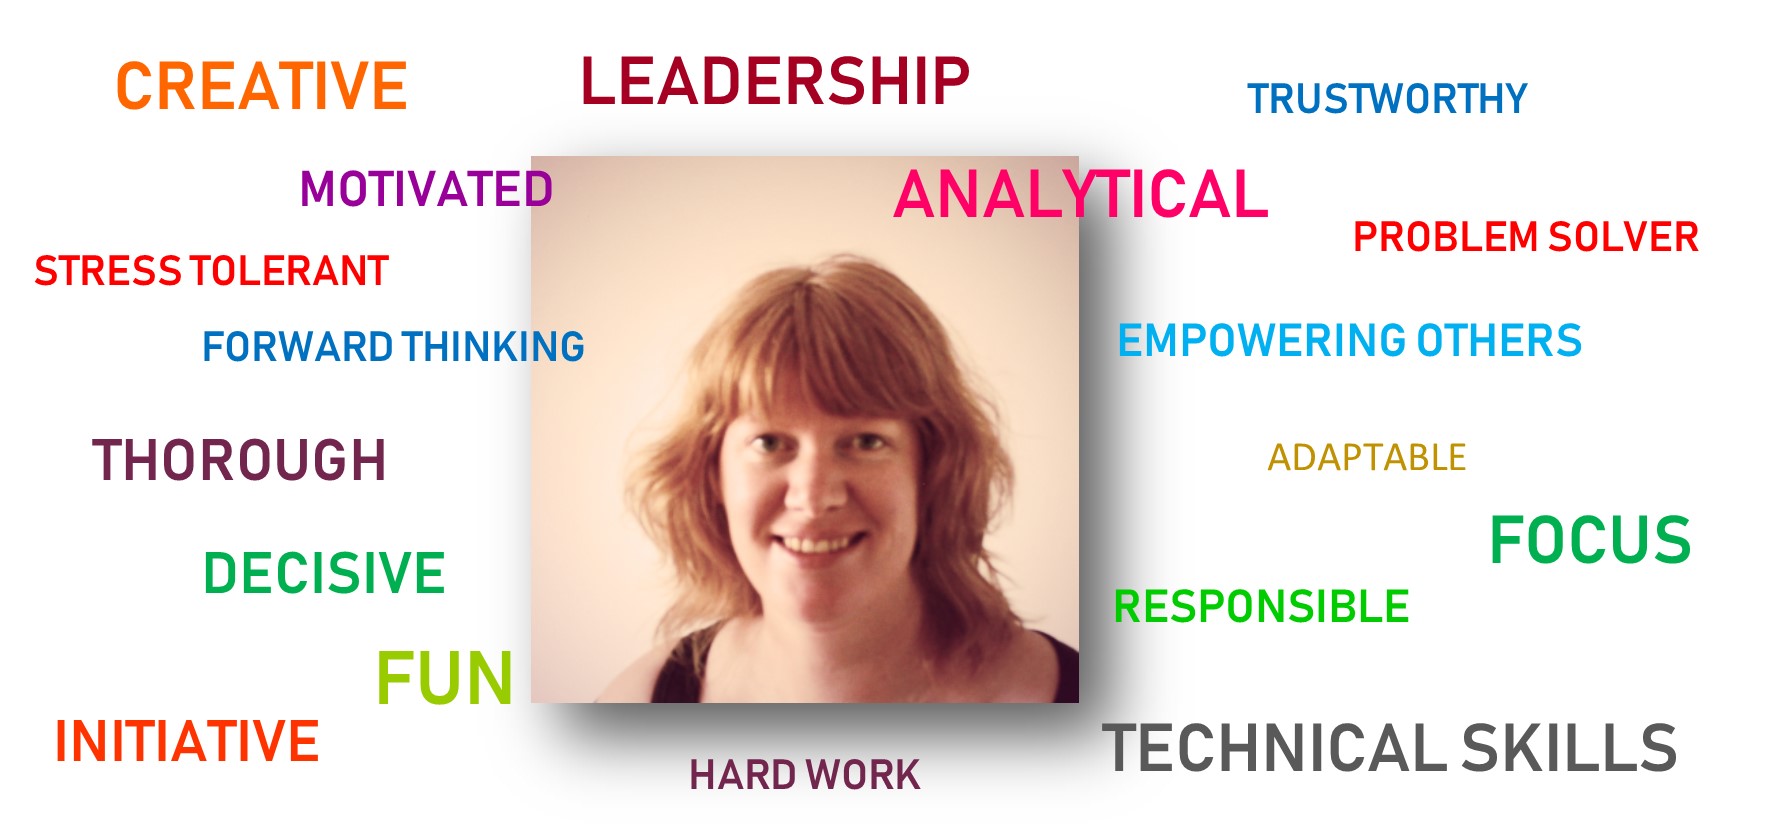 CREATIVE
LEADERSHIP
TRUSTWORTHY
MOTIVATED
ANALYTICAL
PROBLEM SOLVER
STRESS TOLERANT
FORWARD THINKING
EMPOWERING OTHERS
THOROUGH
ADAPTABLE
FOCUS
DECISIVE
RESPONSIBLE
FUN
INITIATIVE
TECHNICAL SKILLS
HARD WORK